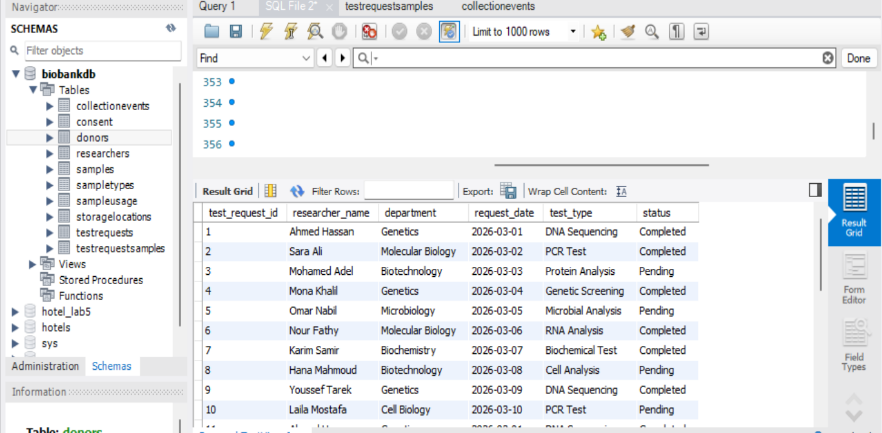 Navigator
SCHEMAS
Filter objects
biobankdb
Tables
collectionevents
consent
donors
researchers
samples
sampletypes
sampleusage
storagelocations
testrequests
testrequestsamples
Views
Stored Procedures
Functions
hotel_lab5
hotels
sys
Administration Schemas
Information
Table: donors
Query 1 SQL File 2* testrequestsamples collectionevents
Limit to 1000 rows
Find Done
353
354
355
356
Result Grid Filter Rows: Export: Wrap Cell Content:
test_request_id researcher_name department request_date test_type status
1 Ahmed Hassan Genetics 2026-03-01 DNA Sequencing Completed
2 Sara Ali Molecular Biology 2026-03-02 PCR Test Completed
3 Mohamed Adel Biotechnology 2026-03-03 Protein Analysis Pending
4 Mona Khalil Genetics 2026-03-04 Genetic Screening Completed
5 Omar Nabil Microbiology 2026-03-05 Microbial Analysis Pending
6 Nour Fathy Molecular Biology 2026-03-06 RNA Analysis Completed
7 Karim Samir Biochemistry 2026-03-07 Biochemical Test Completed
8 Hana Mahmoud Biotechnology 2026-03-08 Cell Analysis Pending
9 Youssef Tarek Genetics 2026-03-09 DNA Sequencing Completed
10 Laila Mostafa Cell Biology 2026-03-10 PCR Test Pending
Result
Grid
Form
Editor
Field
Types